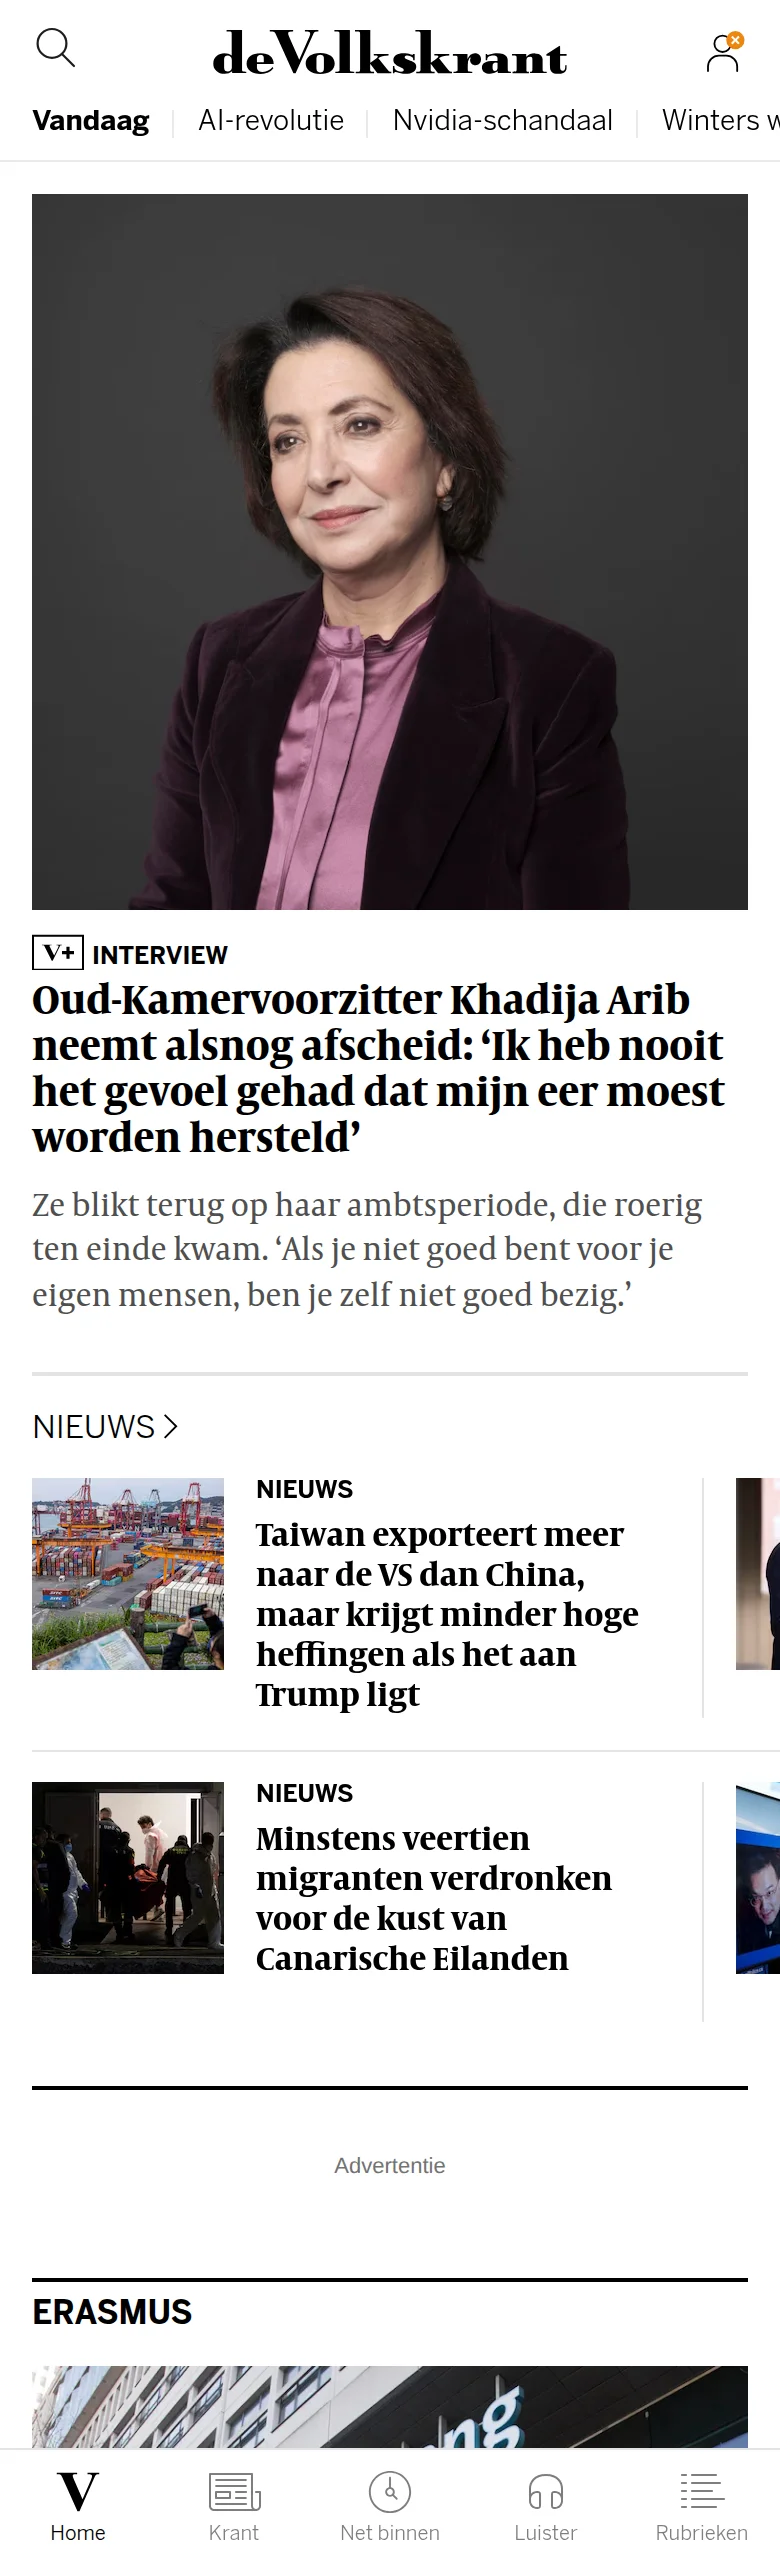 deVolkskrant
Vandaag
AI-revolutie
Nvidia-schandaal
Winters w
V+ INTERVIEW
Oud-Kamervoorzitter Khadija Arib
neemt alsnog afscheid: ‘Ik heb nooit
het gevoel gehad dat mijn eer moest
worden hersteld’
Ze blikt terug op haar ambtsperiode, die roerig
ten einde kwam. ‘Als je niet goed bent voor je
eigen mensen, ben je zelf niet goed bezig.’
NIEUWS
NIEUWS
Taiwan exporteert meer
naar de VS dan China,
maar krijgt minder hoge
heffingen als het aan
Trump ligt
NIEUWS
Minstens veertien
migranten verdronken
voor de kust van
Canarische Eilanden
Advertentie
ERASMUS
ng
V
Home
Krant
Net binnen
Luister
Rubrieken